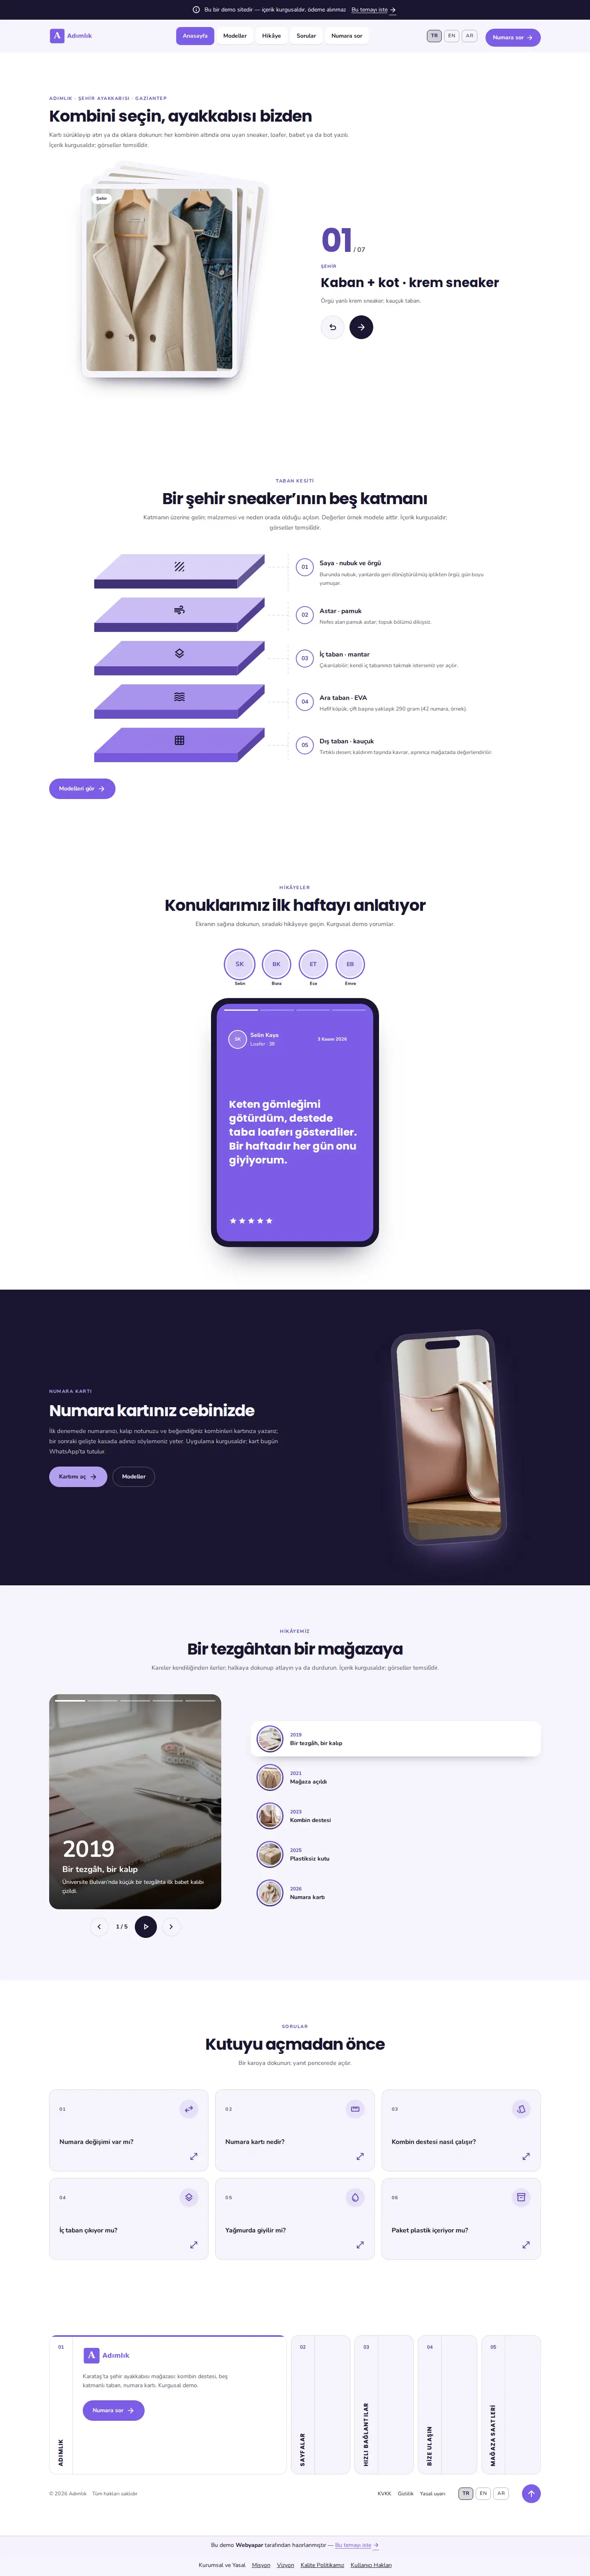 Bu bir demo sitedir — içerik kurgusaldır, ödeme alınmaz Bu temayı iste →
A Adımlık
Anasayfa Modeller Hikâye Sorular Numara sor
TR EN AR
Numara sor →
ADIMLIK · ŞEHİR AYAKKABISI · GAZİANTEP
Kombini seçin, ayakkabısı bizden
Kartı sürükleyip atın ya da oklara dokunun: her kombinin altında ona uyan sneaker, loafer, babet ya da bot yazılı.
İçerik kurgusaldır; görseller temsilîdir.
Şehir
01 / 07
ŞEHİR
Kaban + kot · krem sneaker
Örgü yanlı krem sneaker; kauçuk taban.
TABAN KESİTİ
Bir şehir sneaker’ının beş katmanı
Katmanın üzerine gelin; malzemesi ve neden orada olduğu açılsın. Değerler örnek modele aittir. İçerik kurgusaldır;
görseller temsilîdir.
01
Saya · nubuk ve örgü
Burunda nubuk, yanlarda geri dönüştürülmüş iplikten örgü; gün boyu
yumuşar.
02
Astar · pamuk
Nefes alan pamuk astar; topuk bölümü dikişsiz.
03
İç taban · mantar
Çıkarılabilir; kendi iç tabanınızı takmak isterseniz yer açılır.
04
Ara taban · EVA
Hafif köpük; çift başına yaklaşık 290 gram (42 numara, örnek).
05
Dış taban · kauçuk
Tırtıklı desen; kaldırım taşında kavrar, aşınınca mağazada değerlendirilir.
Modelleri gör →
HİKÂYELER
Konuklarımız ilk haftayı anlatıyor
Ekranın sağına dokunun, sıradaki hikâyeye geçin. Kurgusal demo yorumlar.
SK BK ET EB
Selin Bora Ece Emre
SK
Selin Kaya
Loafer · 38
3 Kasım 2026
Keten gömleğimi
götürdüm, destede
taba loaferı gösterdiler.
Bir haftadır her gün onu
giyiyorum.
NUMARA KARTI
Numara kartınız cebinizde
İlk denemede numaranızı, kalıp notunuzu ve beğendiğiniz kombinleri kartınıza yazarız;
bir sonraki gelişte kasada adınızı söylemeniz yeter. Uygulama kurgusaldır; kart bugün
WhatsApp’ta tutulur.
Kartımı aç →
Modeller
HİKÂYEMİZ
Bir tezgâhtan bir mağazaya
Kareler kendiliğinden ilerler; halkaya dokunup atlayın ya da durdurun. İçerik kurgusaldır; görseller temsilîdir.
2019
Bir tezgâh, bir kalıp
Üniversite Bulvarı’nda küçük bir tezgâhta ilk babet kalıbı
çizildi.
1 / 5
2019
Bir tezgâh, bir kalıp
2021
Mağaza açıldı
2023
Kombin destesi
2025
Plastiksiz kutu
2026
Numara kartı
SORULAR
Kutuyu açmadan önce
Bir karoya dokunun; yanıt pencerede açılır.
01
Numara değişimi var mı?
02
Numara kartı nedir?
03
Kombin destesi nasıl çalışır?
04
İç taban çıkıyor mu?
05
Yağmurda giyilir mi?
06
Paket plastik içeriyor mu?
01
ADIMLIK
A Adımlık
Karataş’ta şehir ayakkabısı mağazası: kombin destesi, beş
katmanlı taban, numara kartı. Kurgusal demo.
Numara sor →
02
SAYFALAR
03
HIZLI BAĞLANTILAR
04
BİZE ULAŞIN
05
MAĞAZA SAATLERİ
© 2026 Adımlık Tüm hakları saklıdır.
KVKK Gizlilik Yasal uyarı
TR EN AR
Bu demo Webyapar tarafından hazırlanmıştır — Bu temayı iste →
Kurumsal ve Yasal Misyon Vizyon Kalite Politikamız Kullanıcı Hakları